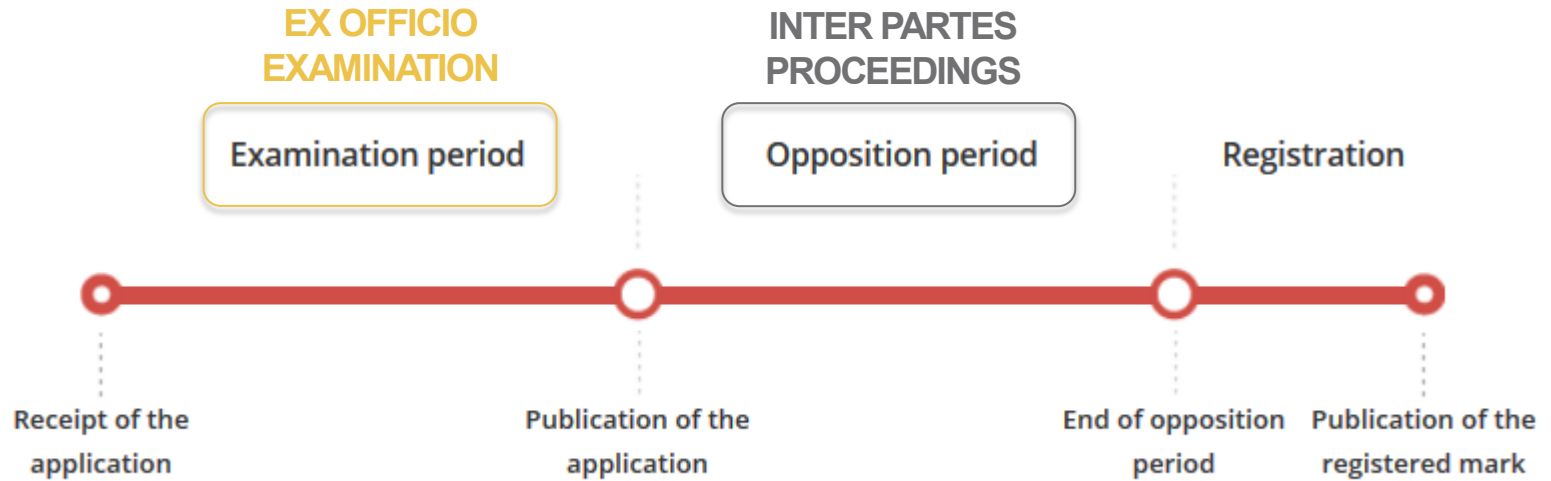 EX OFFICIO
EXAMINATION
INTER PARTES
PROCEEDINGS
Examination period
Opposition period
Registration
Receipt of the
application
Publication of the
application
End of opposition
period
Publication of the
registered mark